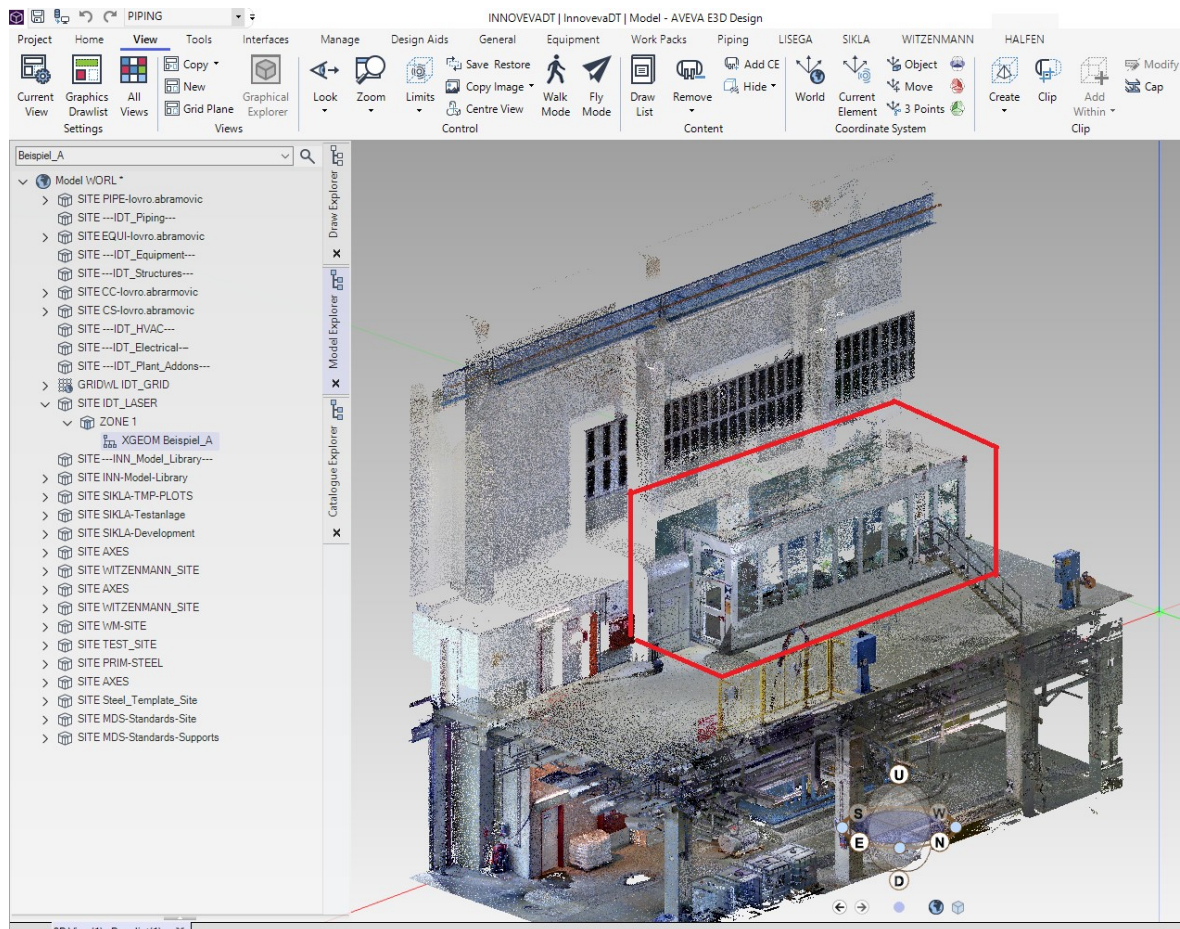 PIPING
INNOVEVADT | InnovevaDT | Model - AVEVA E3D Design
Project Home View Tools Interfaces Manage Design Aids General Equipment Work Packs Piping LISEGA SIKLA WITZENMANN HALFEN
Current View
Graphics Drawlist
All Views
Settings
Copy
New
Grid Plane
Graphical Explorer
Views
Look
Zoom
Limits
Save Restore
Copy Image
Centre View
Walk Mode
Fly Mode
Control
Draw List
Remove
Add CE
Hide
Content
World
Current Element
Object
Move
3 Points
Coordinate System
Create
Clip
Add Within
Modify
Cap
Clip
Beispiel_A
Model WORL *
SITE PIPE-lovro.abramovic
SITE ---IDT_Piping---
SITE EQUI-lovro.abramovic
SITE ---IDT_Equipment---
SITE ---IDT_Structures---
SITE CC-lovro.abrarmovic
SITE CS-lovro.abramovic
SITE ---IDT_HVAC---
SITE ---IDT_Electrical---
SITE ---IDT_Plant_Addons---
GRIDWL IDT_GRID
SITE IDT_LASER
ZONE 1
XGEOM Beispiel_A
SITE ---INN_Model_Library---
SITE INN-Model-Library
SITE SIKLA-TMP-PLOTS
SITE SIKLA-Testanlage
SITE SIKLA-Development
SITE AXES
SITE WITZENMANN_SITE
SITE AXES
SITE WITZENMANN_SITE
SITE WM-SITE
SITE TEST_SITE
SITE PRIM-STEEL
SITE AXES
SITE Steel_Template_Site
SITE MDS-Standards-Site
SITE MDS-Standards-Supports
Draw Explorer
Model Explorer
Catalogue Explorer
U
S
W
E
N
D